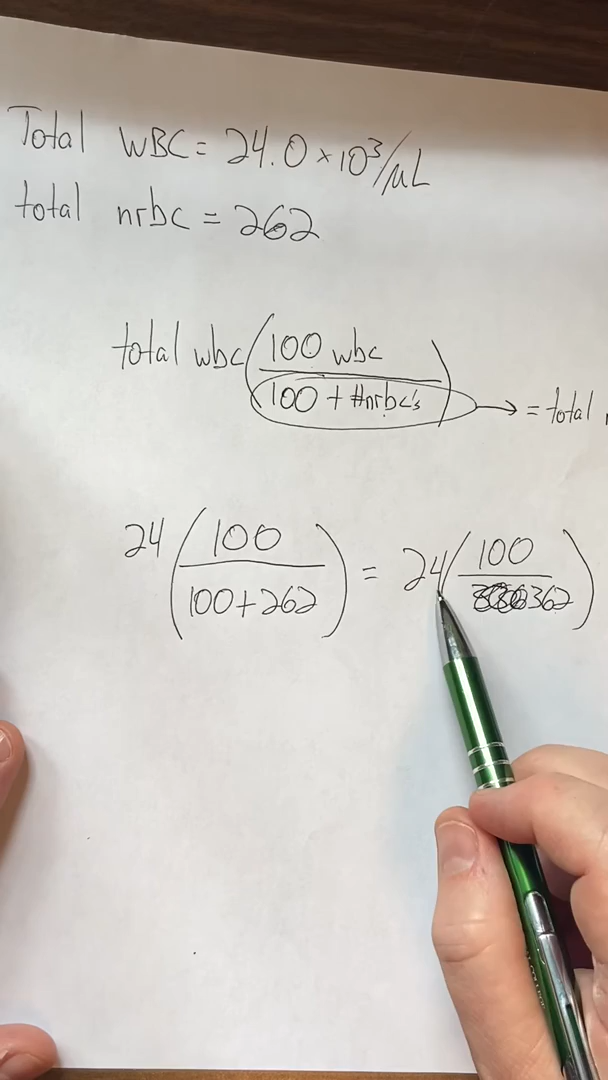 Total WBC = 24.0 × 10³/µL
total nrbc = 262
total wbc (100 wbc / 100 + #nrbc's) → = total
24 (100 / 100+262) = 24 (100 / 362)